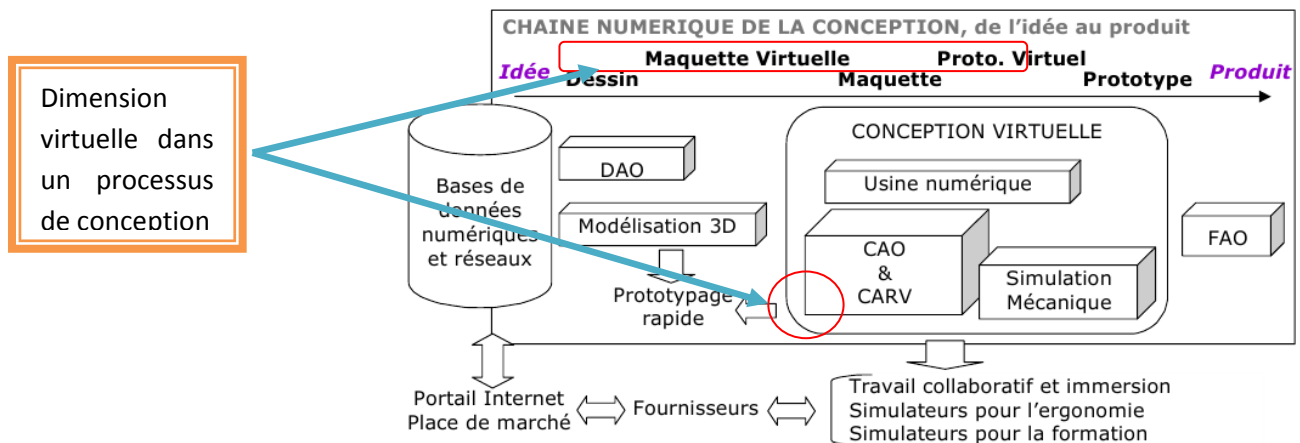 CHAINE NUMERIQUE DE LA CONCEPTION, de l'idée au produit
Maquette Virtuelle Proto. Virtuel
Idée Dessin Maquette Prototype Produit
Dimension
virtuelle dans
un processus
de conception
Bases de
données
numériques
et réseaux
DAO
Modélisation 3D
Prototypage
rapide
CONCEPTION VIRTUELLE
Usine numérique
CAO
&
CARV
Simulation
Mécanique
FAO
Portail Internet
Place de marché
Fournisseurs
Travail collaboratif et immersion
Simulateurs pour l'ergonomie
Simulateurs pour la formation